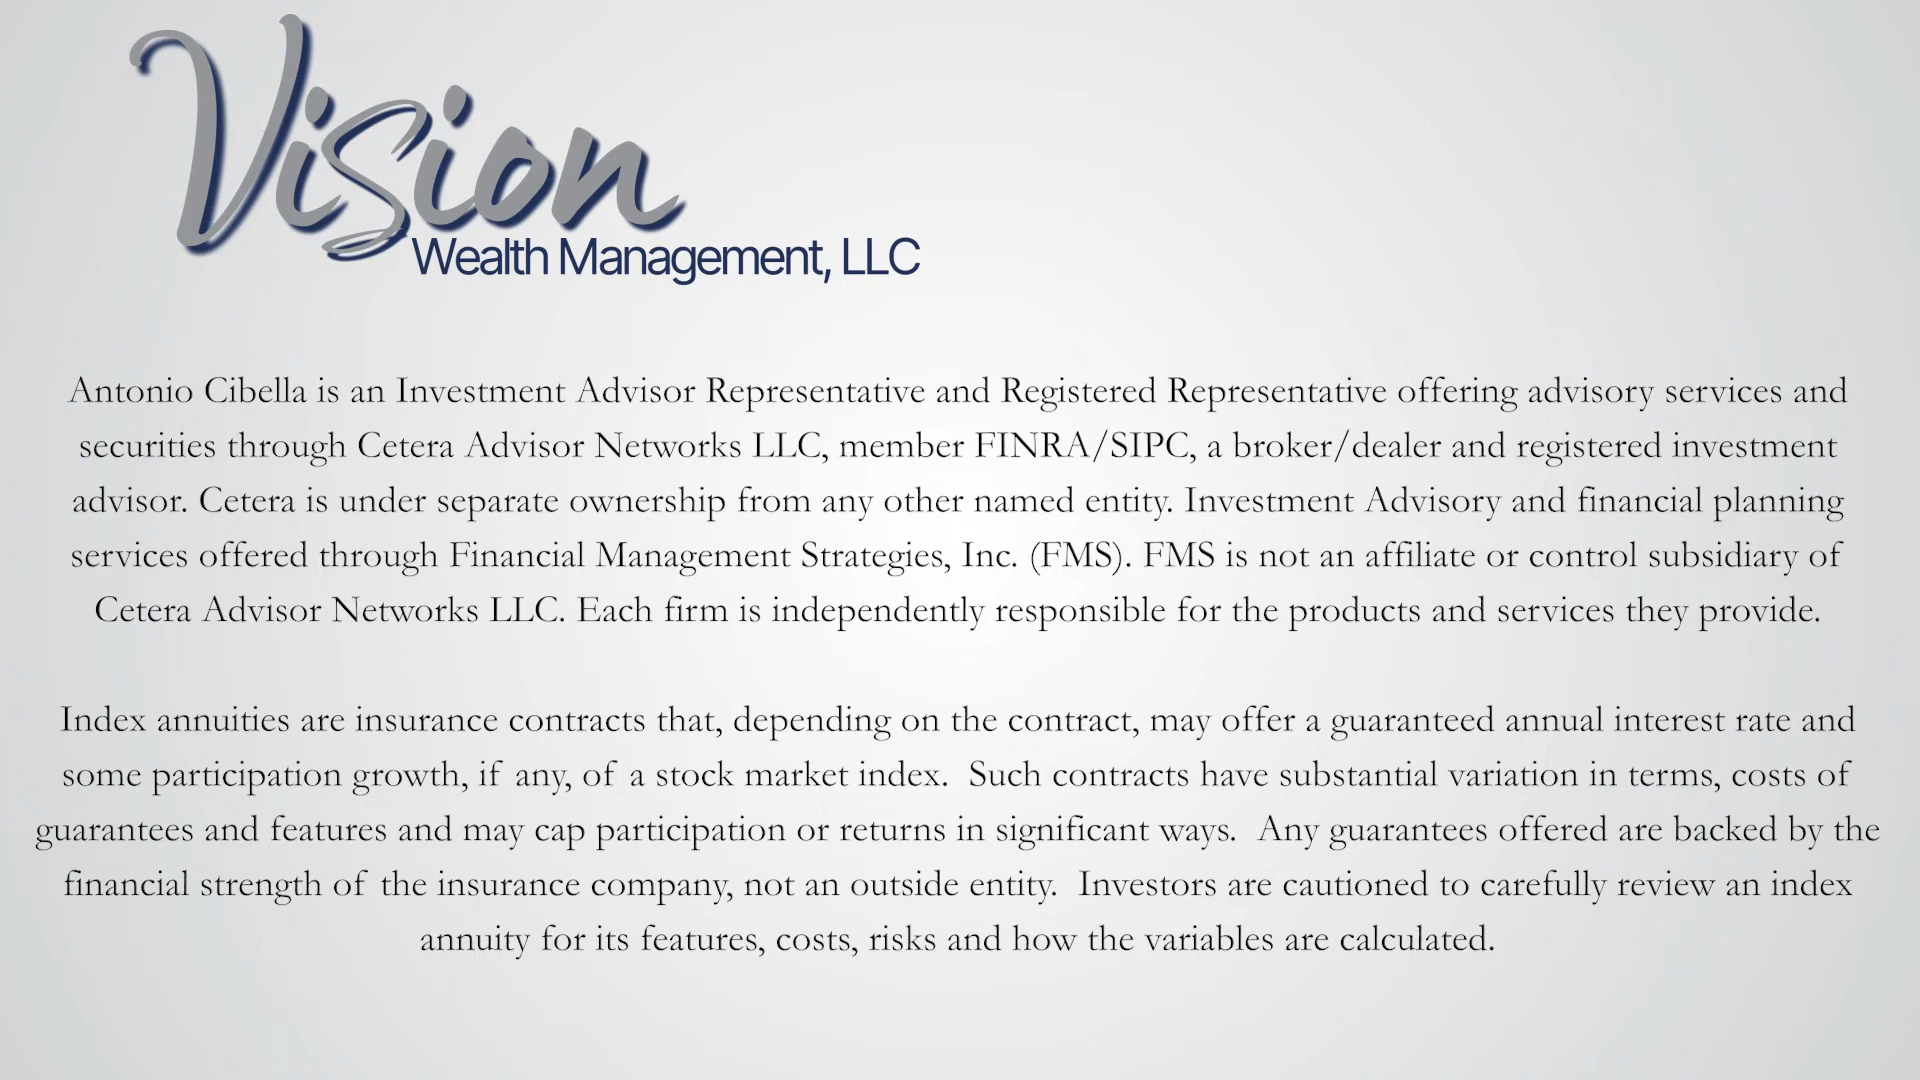 Vision
Wealth Management, LLC
Antonio Cibella is an Investment Advisor Representative and Registered Representative offering advisory services and
securities through Cetera Advisor Networks LLC, member FINRA/SIPC, a broker/dealer and registered investment
advisor. Cetera is under separate ownership from any other named entity. Investment Advisory and financial planning
services offered through Financial Management Strategies, Inc. (FMS). FMS is not an affiliate or control subsidiary of
Cetera Advisor Networks LLC. Each firm is independently responsible for the products and services they provide.
Index annuities are insurance contracts that, depending on the contract, may offer a guaranteed annual interest rate and
some participation growth, if any, of a stock market index. Such contracts have substantial variation in terms, costs of
guarantees and features and may cap participation or returns in significant ways. Any guarantees offered are backed by the
financial strength of the insurance company, not an outside entity. Investors are cautioned to carefully review an index
annuity for its features, costs, risks and how the variables are calculated.